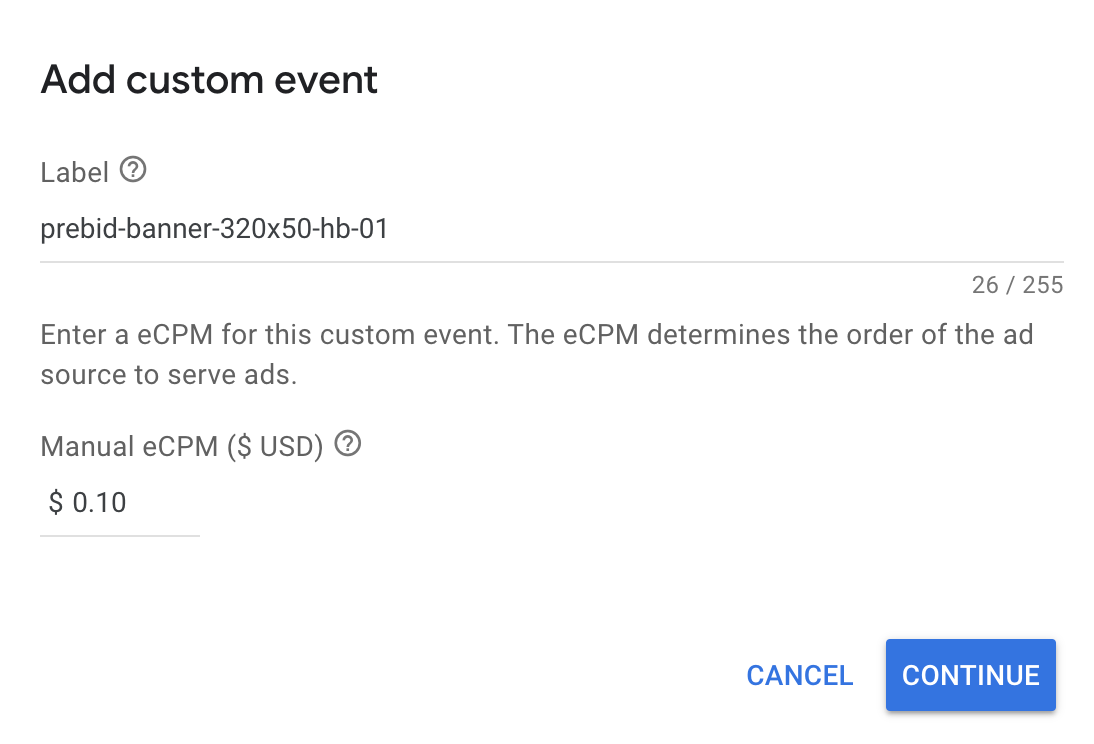 Add custom event
Label
prebid-banner-320x50-hb-01
26 / 255
Enter a eCPM for this custom event. The eCPM determines the order of the ad
source to serve ads.
Manual eCPM ($ USD)
$ 0.10
CANCEL CONTINUE